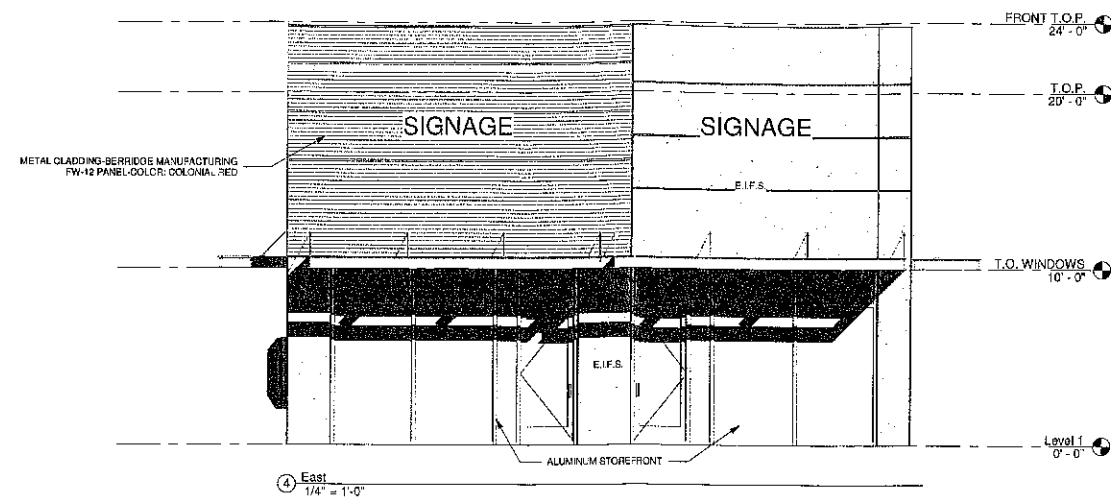 FRONT T.O.P.
24' - 0"
T.O.P.
20' - 0"
SIGNAGE
SIGNAGE
METAL CLADDING-BERRIDGE MANUFACTURING
FW-12 PANEL-COLOR: COLONIAL RED
E.I.F.S.
T.O. WINDOWS
10' - 0"
E.I.F.S.
Level 1
0' - 0"
ALUMINUM STOREFRONT
4 East
1/4" = 1'-0"